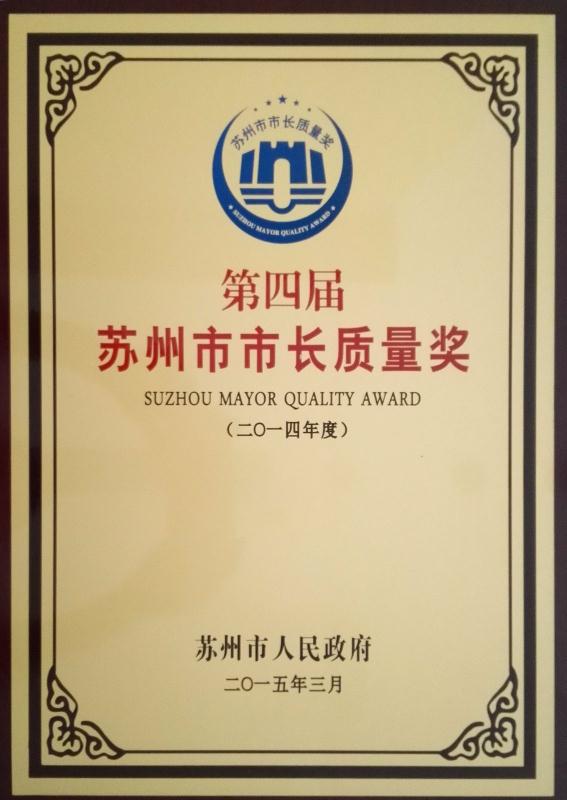 苏州市市长质量奖
SUZHOU MAYOR QUALITY AWARD
第四届
苏州市市长质量奖
SUZHOU MAYOR QUALITY AWARD
（二〇一四年度）
苏州市人民政府
二〇一五年三月